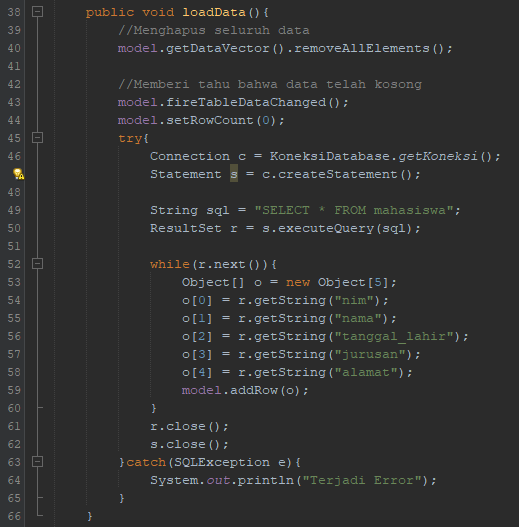 38 public void loadData(){
39 //Menghapus seluruh data
40 model.getDataVector().removeAllElements();
41
42 //Memberi tahu bahwa data telah kosong
43 model.fireTableDataChanged();
44 model.setRowCount(0);
45 try{
46 Connection c = KoneksiDatabase.getKoneksi();
Statement s = c.createStatement();
48
49 String sql = "SELECT * FROM mahasiswa";
50 ResultSet r = s.executeQuery(sql);
51
52 while(r.next()){
53 Object[] o = new Object[5];
54 o[0] = r.getString("nim");
55 o[1] = r.getString("nama");
56 o[2] = r.getString("tanggal_lahir");
57 o[3] = r.getString("jurusan");
58 o[4] = r.getString("alamat");
59 model.addRow(o);
60 }
61 r.close();
62 s.close();
63 }catch(SQLException e){
64 System.out.println("Terjadi Error");
65 }
66 }